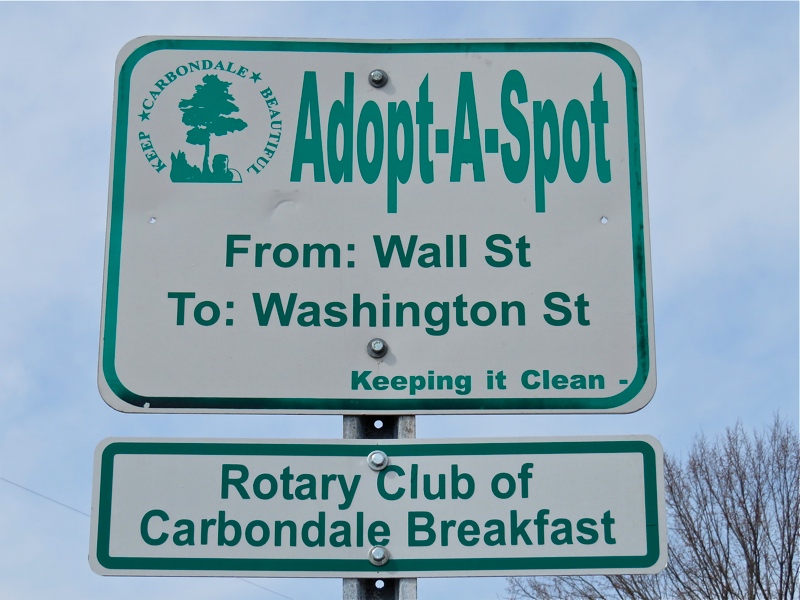 KEEP ★ CARBONDALE ★ BEAUTIFUL
Adopt-A-Spot
From: Wall St
To: Washington St
Keeping it Clean -
Rotary Club of
Carbondale Breakfast